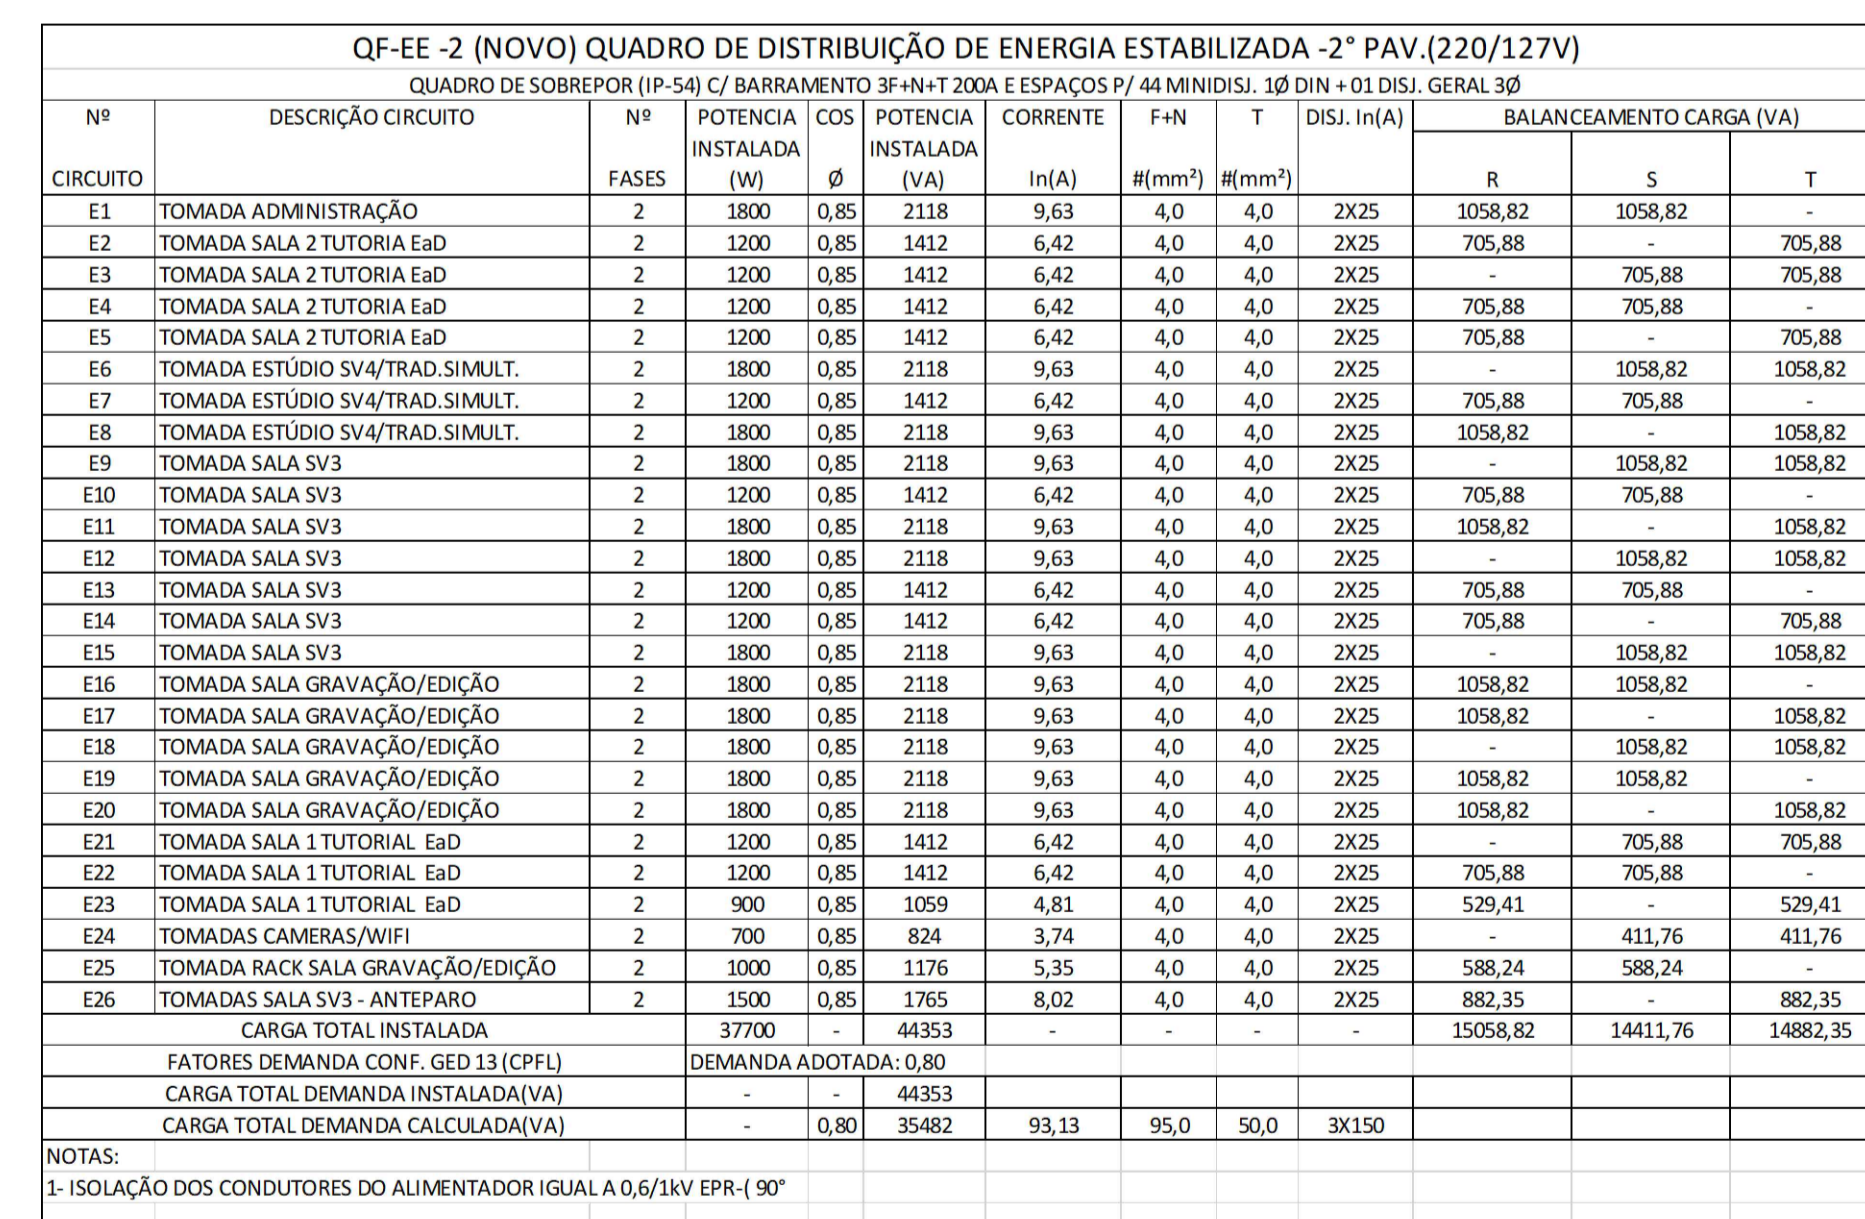 QF-EE -2 (NOVO) QUADRO DE DISTRIBUIÇÃO DE ENERGIA ESTABILIZADA -2° PAV.(220/127V)
QUADRO DE SOBREPOR (IP-54) C/ BARRAMENTO 3F+N+T 200A E ESPAÇOS P/ 44 MINIDISJ. 1Ø DIN + 01 DISJ. GERAL 3Ø
Nº DESCRIÇÃO CIRCUITO Nº POTENCIA COS POTENCIA CORRENTE F+N T DISJ. In(A) BALANCEAMENTO CARGA (VA)
INSTALADA INSTALADA
CIRCUITO FASES (W) Ø (VA) In(A) #(mm²) #(mm²) R S T
E1 TOMADA ADMINISTRAÇÃO 2 1800 0,85 2118 9,63 4,0 4,0 2X25 1058,82 1058,82 -
E2 TOMADA SALA 2 TUTORIA EaD 2 1200 0,85 1412 6,42 4,0 4,0 2X25 705,88 - 705,88
E3 TOMADA SALA 2 TUTORIA EaD 2 1200 0,85 1412 6,42 4,0 4,0 2X25 - 705,88 705,88
E4 TOMADA SALA 2 TUTORIA EaD 2 1200 0,85 1412 6,42 4,0 4,0 2X25 705,88 705,88 -
E5 TOMADA SALA 2 TUTORIA EaD 2 1200 0,85 1412 6,42 4,0 4,0 2X25 705,88 - 705,88
E6 TOMADA ESTÚDIO SV4/TRAD.SIMULT. 2 1800 0,85 2118 9,63 4,0 4,0 2X25 - 1058,82 1058,82
E7 TOMADA ESTÚDIO SV4/TRAD.SIMULT. 2 1200 0,85 1412 6,42 4,0 4,0 2X25 705,88 705,88 -
E8 TOMADA ESTÚDIO SV4/TRAD.SIMULT. 2 1800 0,85 2118 9,63 4,0 4,0 2X25 1058,82 - 1058,82
E9 TOMADA SALA SV3 2 1800 0,85 2118 9,63 4,0 4,0 2X25 - 1058,82 1058,82
E10 TOMADA SALA SV3 2 1200 0,85 1412 6,42 4,0 4,0 2X25 705,88 705,88 -
E11 TOMADA SALA SV3 2 1800 0,85 2118 9,63 4,0 4,0 2X25 1058,82 - 1058,82
E12 TOMADA SALA SV3 2 1800 0,85 2118 9,63 4,0 4,0 2X25 - 1058,82 1058,82
E13 TOMADA SALA SV3 2 1200 0,85 1412 6,42 4,0 4,0 2X25 705,88 705,88 -
E14 TOMADA SALA SV3 2 1200 0,85 1412 6,42 4,0 4,0 2X25 705,88 - 705,88
E15 TOMADA SALA SV3 2 1800 0,85 2118 9,63 4,0 4,0 2X25 - 1058,82 1058,82
E16 TOMADA SALA GRAVAÇÃO/EDIÇÃO 2 1800 0,85 2118 9,63 4,0 4,0 2X25 1058,82 1058,82 -
E17 TOMADA SALA GRAVAÇÃO/EDIÇÃO 2 1800 0,85 2118 9,63 4,0 4,0 2X25 1058,82 - 1058,82
E18 TOMADA SALA GRAVAÇÃO/EDIÇÃO 2 1800 0,85 2118 9,63 4,0 4,0 2X25 - 1058,82 1058,82
E19 TOMADA SALA GRAVAÇÃO/EDIÇÃO 2 1800 0,85 2118 9,63 4,0 4,0 2X25 1058,82 1058,82 -
E20 TOMADA SALA GRAVAÇÃO/EDIÇÃO 2 1800 0,85 2118 9,63 4,0 4,0 2X25 1058,82 - 1058,82
E21 TOMADA SALA 1 TUTORIAL EaD 2 1200 0,85 1412 6,42 4,0 4,0 2X25 - 705,88 705,88
E22 TOMADA SALA 1 TUTORIAL EaD 2 1200 0,85 1412 6,42 4,0 4,0 2X25 705,88 705,88 -
E23 TOMADA SALA 1 TUTORIAL EaD 2 900 0,85 1059 4,81 4,0 4,0 2X25 529,41 - 529,41
E24 TOMADAS CAMERAS/WIFI 2 700 0,85 824 3,74 4,0 4,0 2X25 - 411,76 411,76
E25 TOMADA RACK SALA GRAVAÇÃO/EDIÇÃO 2 1000 0,85 1176 5,35 4,0 4,0 2X25 588,24 588,24 -
E26 TOMADAS SALA SV3 - ANTEPARO 2 1500 0,85 1765 8,02 4,0 4,0 2X25 882,35 - 882,35
CARGA TOTAL INSTALADA 37700 - 44353 - - - - 15058,82 14411,76 14882,35
FATORES DEMANDA CONF. GED 13 (CPFL) DEMANDA ADOTADA: 0,80
CARGA TOTAL DEMANDA INSTALADA(VA) - - 44353
CARGA TOTAL DEMANDA CALCULADA(VA) - 0,80 35482 93,13 95,0 50,0 3X150
NOTAS:
1- ISOLAÇÃO DOS CONDUTORES DO ALIMENTADOR IGUAL A 0,6/1kV EPR-( 90°